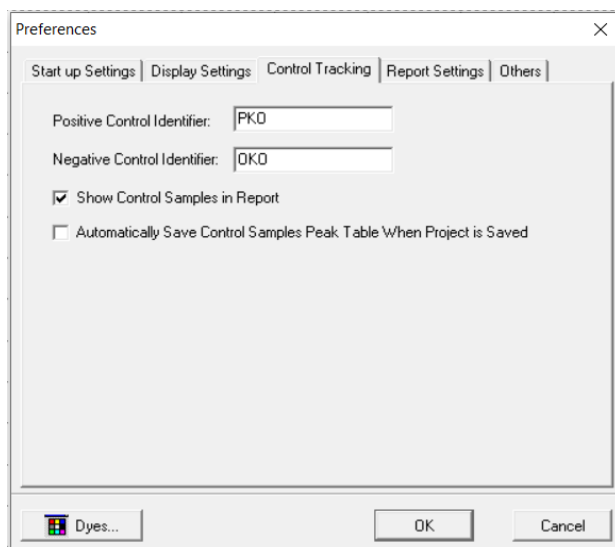 Preferences
Start up Settings Display Settings Control Tracking Report Settings Others
Positive Control Identifier: PKO
Negative Control Identifier: OKO
Show Control Samples in Report
Automatically Save Control Samples Peak Table When Project is Saved
Dyes... OK Cancel